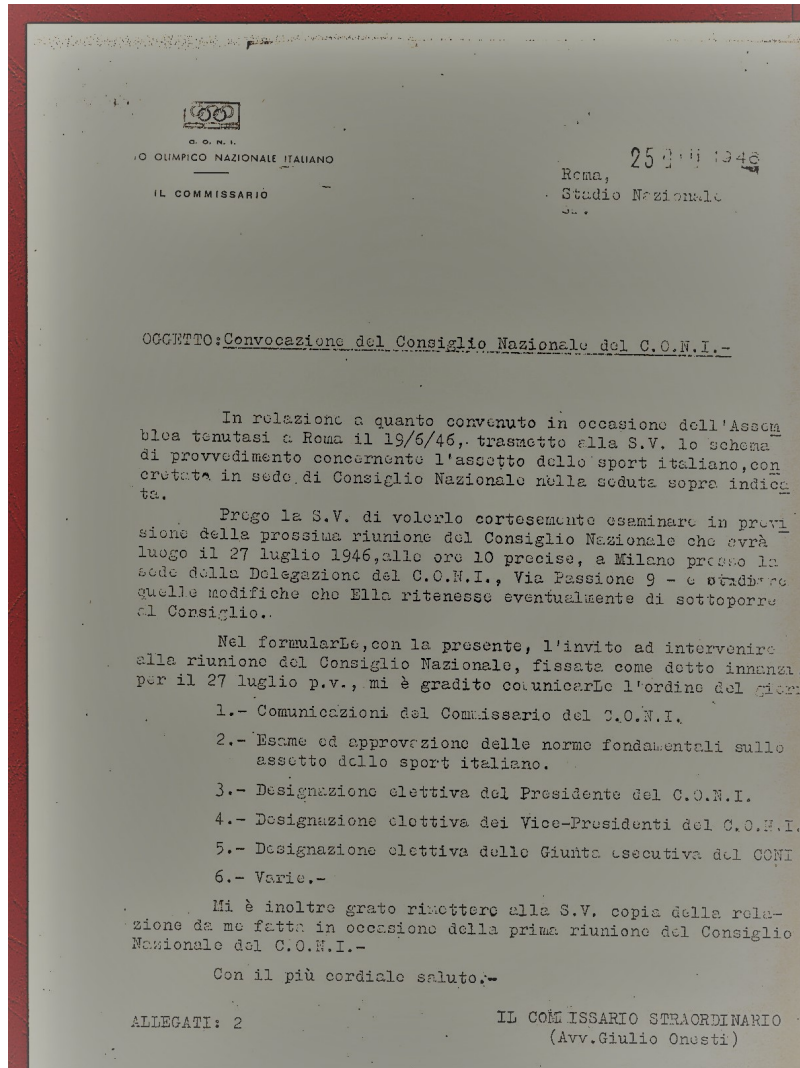 C. O. N. I.
O OLIMPICO NAZIONALE ITALIANO
IL COMMISSARIO
25 1946
Roma,
Stadio Nazionale
OGGETTO:Convocazione del Consiglio Nazionale del C.O.N.I.-
In relazione a quanto convenuto in occasione dell'Assem
blea tenutasi a Roma il 19/6/46, trasmetto alla S.V. lo schema
di provvedimento concernente l'assetto dello sport italiano,con
cretata in sede di Consiglio Nazionale nella seduta sopra indica
ta.
Prego la S.V. di volerlo cortesemente esaminare in previ
sione della prossima riunione del Consiglio Nazionale che avrà
luogo il 27 luglio 1946,alle ore 10 precise, a Milano presso la
sede della Delegazione del C.O.N.I., Via Passione 9 - e studiare
quelle modifiche che Ella ritenesse eventualmente di sottoporre
al Consiglio..
Nel formularLe,con la presente, l'invito ad intervenire
alla riunione del Consiglio Nazionale, fissata come detto innanzi
per il 27 luglio p.v., mi è gradito comunicarLe l'ordine del gior
1.- Comunicazioni del Commissario del C.O.N.I.
2.- Esame ed approvazione delle norme fondamentali sullo
assetto dello sport italiano.
3.- Designazione elettiva del Presidente del C.O.N.I.
4.- Designazione elettiva dei Vice-Presidenti del C.O.N.I.
5.- Designazione elettiva delle Giunta esecutiva del CONI
6.- Varie.-
Mi è inoltre grato rimettere alla S.V. copia della rela-
zione da me fatta in occasione della prima riunione del Consiglio
Nazionale del C.O.N.I.-
Con il più cordiale saluto.-
ALLEGATI: 2
IL COMMISSARIO STRAORDINARIO
(Avv.Giulio Onesti)